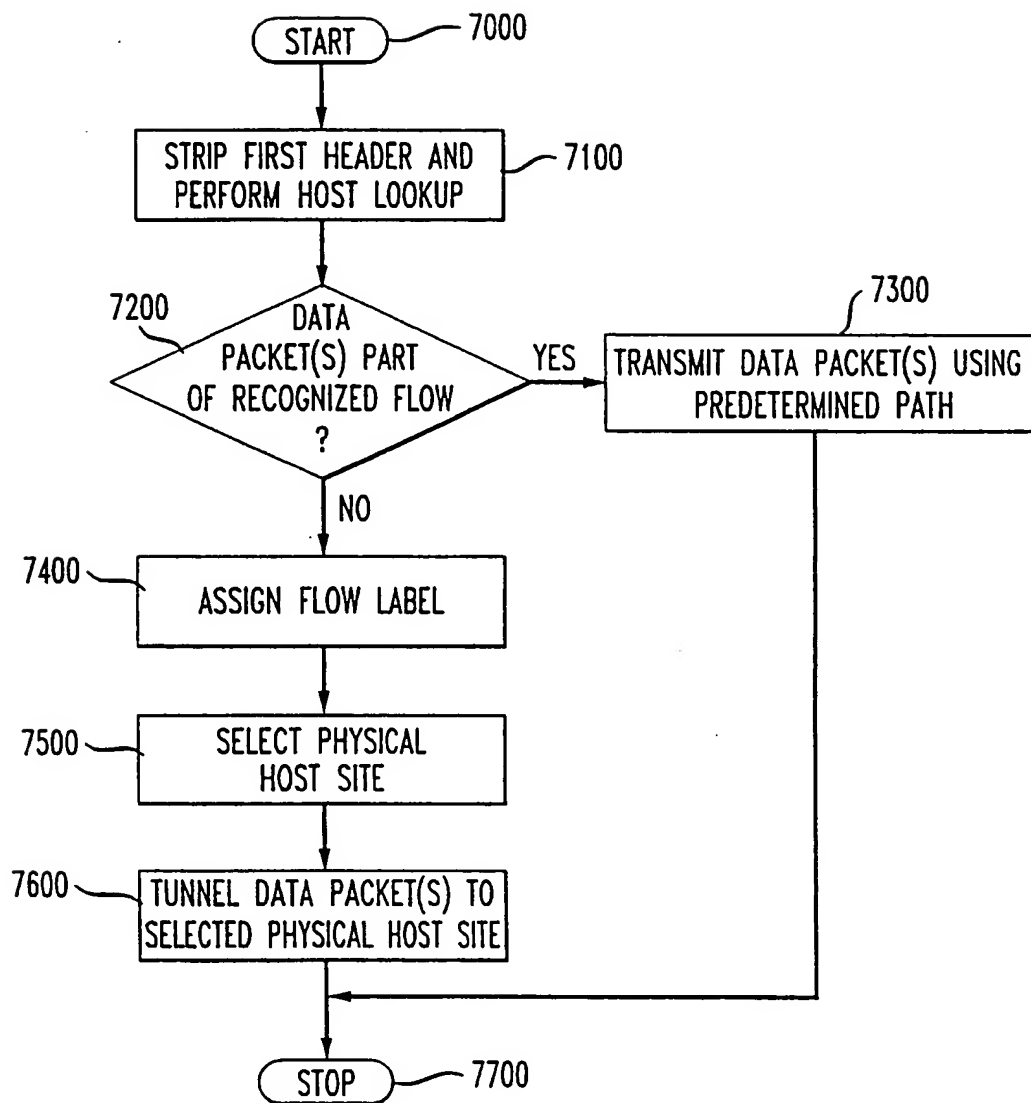 START
7000
STRIP FIRST HEADER AND
PERFORM HOST LOOKUP
7100
7200
DATA
PACKET(S) PART
OF RECOGNIZED FLOW
?
YES
7300
TRANSMIT DATA PACKET(S) USING
PREDETERMINED PATH
NO
7400
ASSIGN FLOW LABEL
7500
SELECT PHYSICAL
HOST SITE
7600
TUNNEL DATA PACKET(S) TO
SELECTED PHYSICAL HOST SITE
STOP
7700